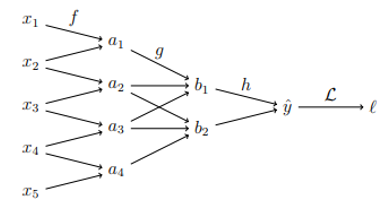 x₁ f
a₁ g
x₂
a₂ b₁ h
x₃ ŷ ℒ ℓ
a₃ b₂
x₄
a₄
x₅